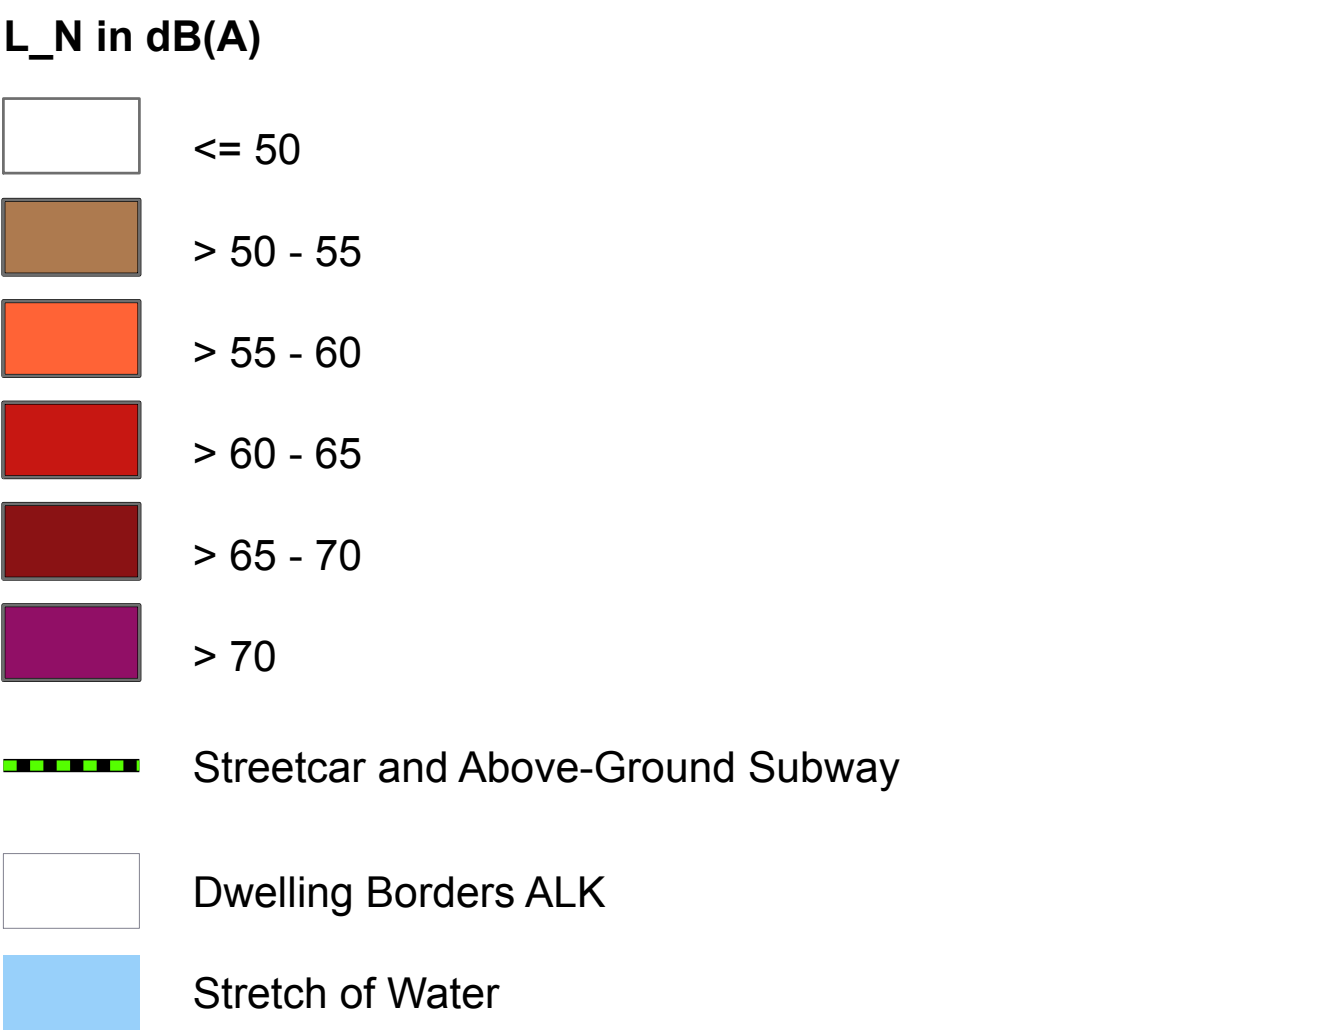 L_N in dB(A)
<= 50
> 50 - 55
> 55 - 60
> 60 - 65
> 65 - 70
> 70
Streetcar and Above-Ground Subway
Dwelling Borders ALK
Stretch of Water